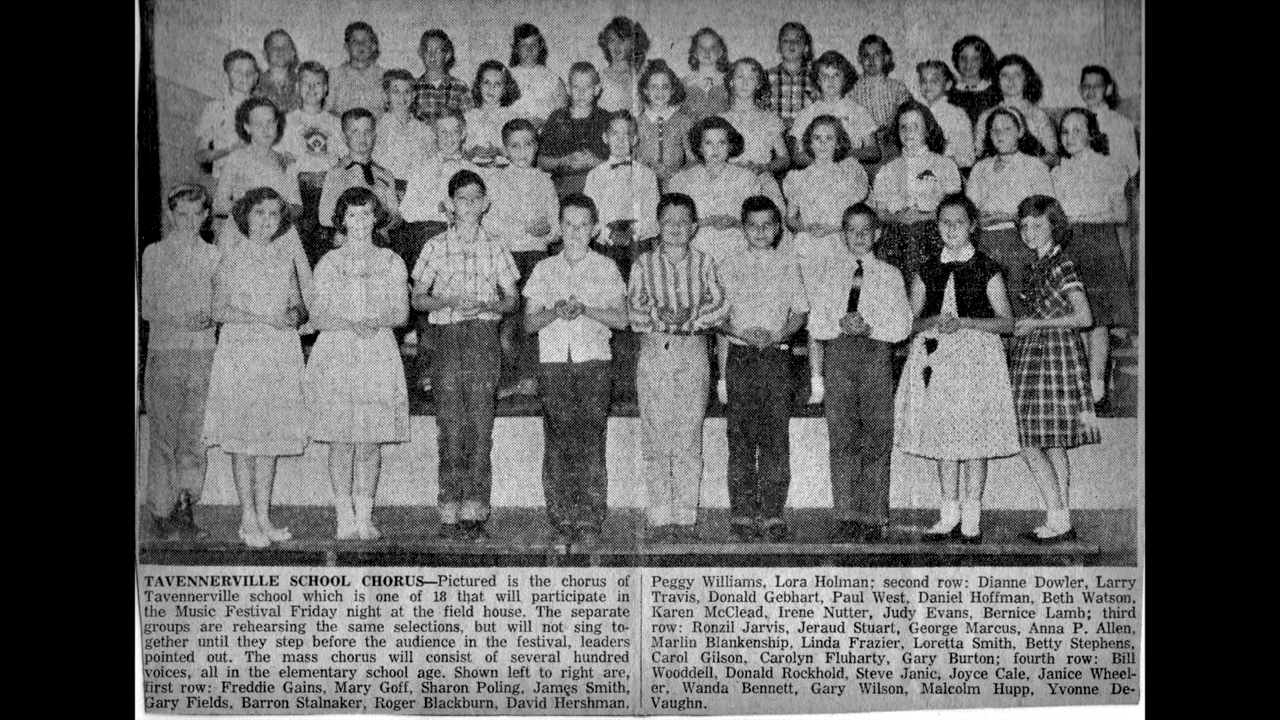 TAVENNERVILLE SCHOOL CHORUS—Pictured is the chorus of
Tavennerville school which is one of 18 that will participate in
the Music Festival Friday night at the field house. The separate
groups are rehearsing the same selections, but will not sing to-
gether until they step before the audience in the festival, leaders
pointed out. The mass chorus will consist of several hundred
voices, all in the elementary school age. Shown left to right are,
first row: Freddie Gains, Mary Goff, Sharon Poling, James Smith,
Gary Fields, Barron Stalnaker, Roger Blackburn, David Hershman,
Peggy Williams, Lora Holman; second row: Dianne Dowler, Larry
Travis, Donald Gebhart, Paul West, Daniel Hoffman, Beth Watson,
Karen McClead, Irene Nutter, Judy Evans, Bernice Lamb; third
row: Ronzil Jarvis, Jeraud Stuart, George Marcus, Anna P. Allen,
Marlin Blankenship, Linda Frazier, Loretta Smith, Betty Stephens,
Carol Gilson, Carolyn Fluharty, Gary Burton; fourth row: Bill
Wooddell, Donald Rockhold, Steve Janic, Joyce Cale, Janice Wheel-
er, Wanda Bennett, Gary Wilson, Malcolm Hupp, Yvonne De-
Vaughn.